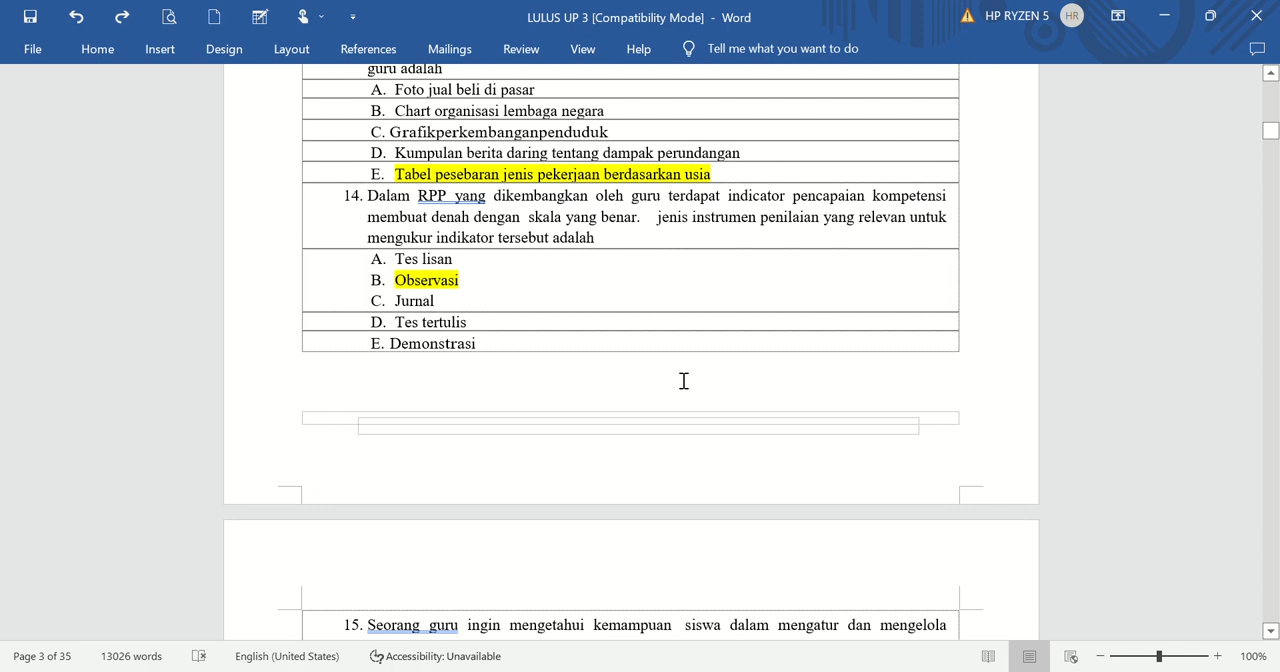 LULUS UP 3 [Compatibility Mode] - Word
HP RYZEN 5
HR
File Home Insert Design Layout References Mailings Review View Help Tell me what you want to do
guru adalah
A. Foto jual beli di pasar
B. Chart organisasi lembaga negara
C. Grafikperkembanganpenduduk
D. Kumpulan berita daring tentang dampak perundangan
E. Tabel pesebaran jenis pekerjaan berdasarkan usia
14. Dalam RPP yang dikembangkan oleh guru terdapat indicator pencapaian kompetensi
membuat denah dengan skala yang benar. jenis instrumen penilaian yang relevan untuk
mengukur indikator tersebut adalah
A. Tes lisan
B. Observasi
C. Jurnal
D. Tes tertulis
E. Demonstrasi
15. Seorang guru ingin mengetahui kemampuan siswa dalam mengatur dan mengelola
Page 3 of 35 13026 words English (United States) Accessibility: Unavailable 100%